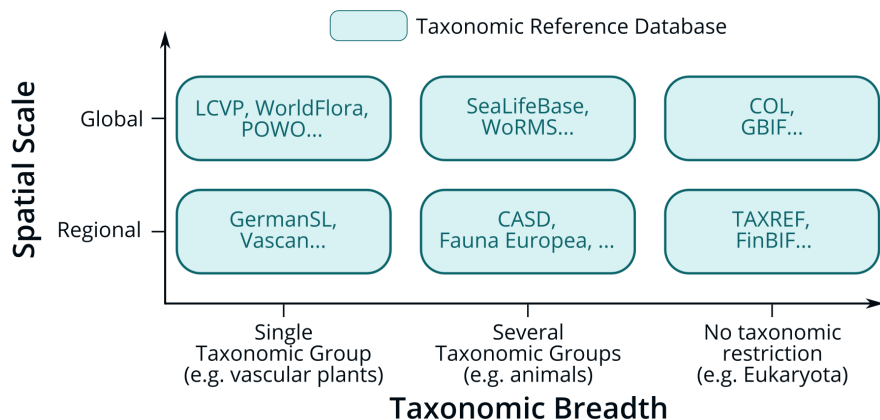 Taxonomic Reference Database
Spatial Scale
Global
LCVP, WorldFlora,
POWO...
SeaLifeBase,
WoRMS...
COL,
GBIF...
Regional
GermanSL,
Vascan...
CASD,
Fauna Europea, ...
TAXREF,
FinBIF...
Single
Taxonomic Group
(e.g. vascular plants)
Several
Taxonomic Groups
(e.g. animals)
No taxonomic
restriction
(e.g. Eukaryota)
Taxonomic Breadth